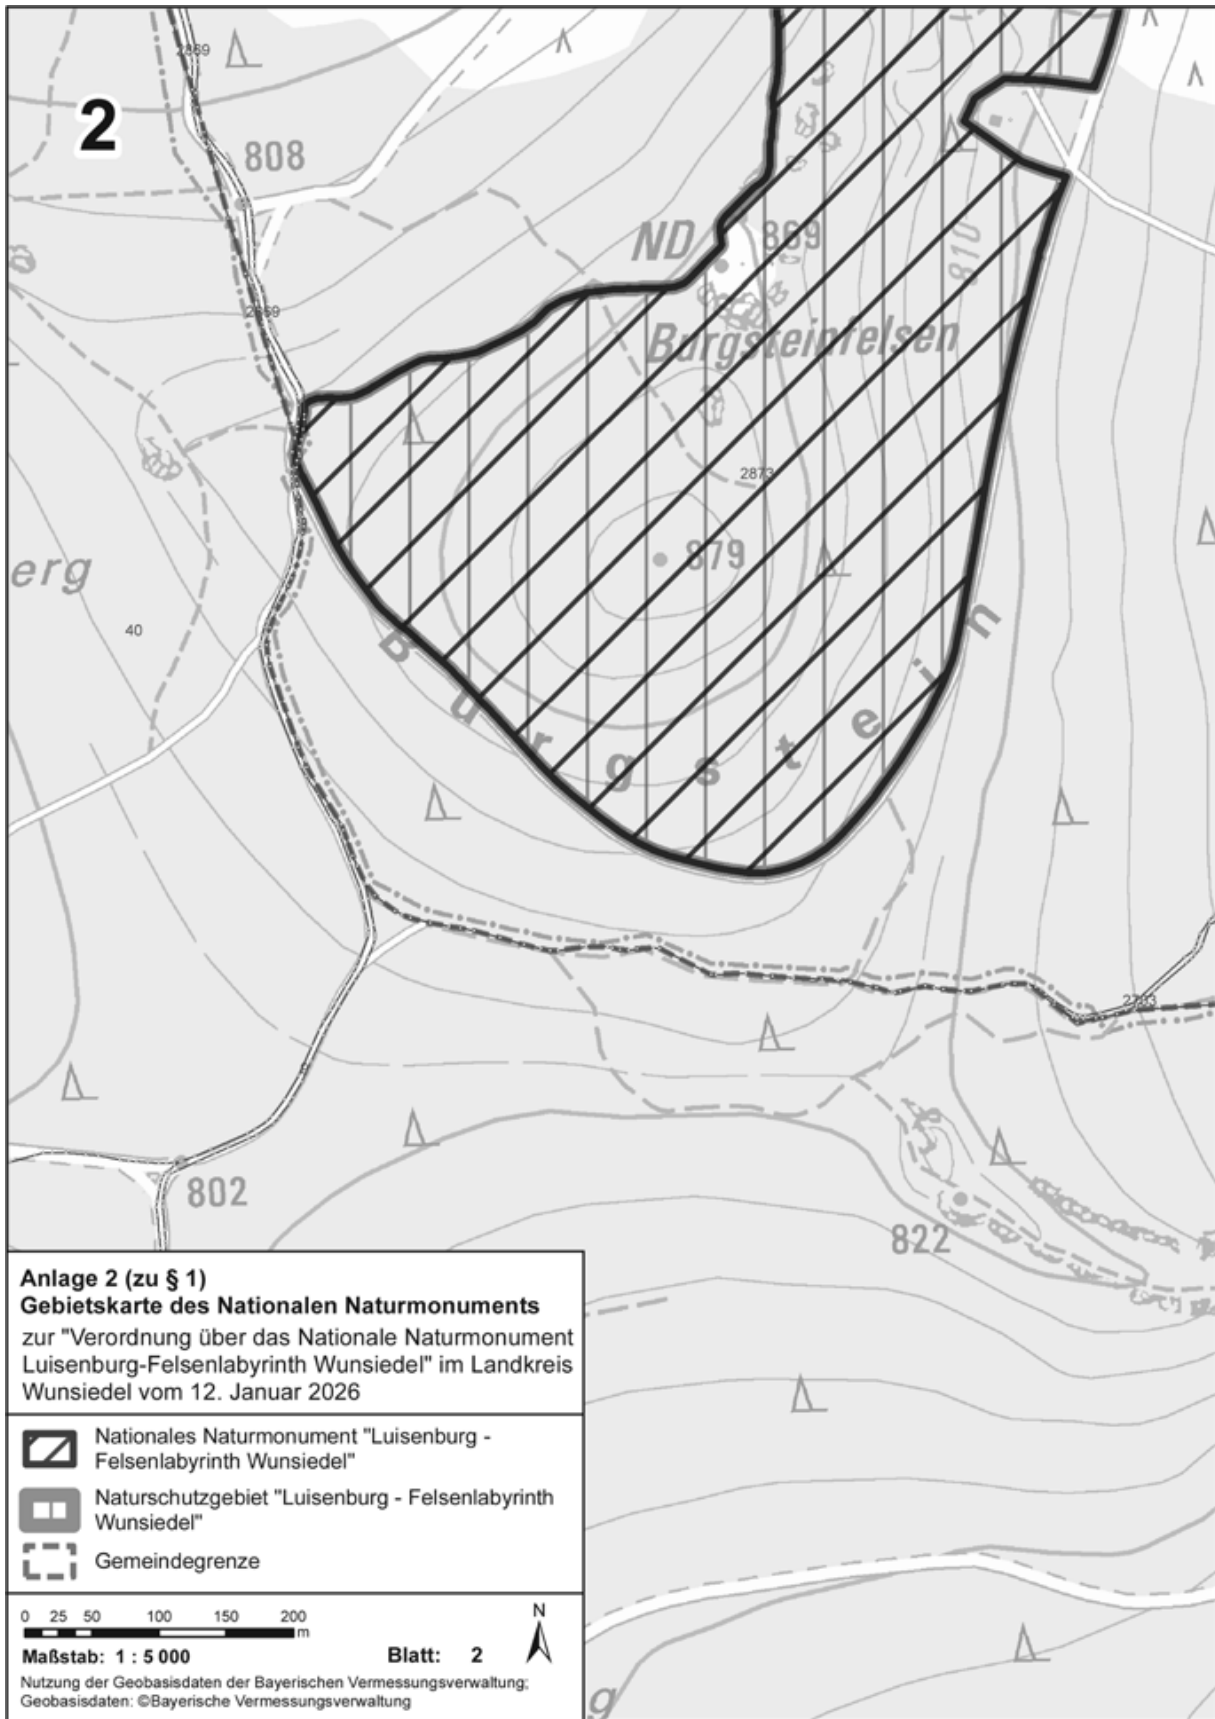 2869
2
808
ND
869
810
2869
Burgsteinfelsen
2873
879
erg
40
Burgstein
2793
802
822
Anlage 2 (zu § 1)
Gebietskarte des Nationalen Naturmonuments
zur "Verordnung über das Nationale Naturmonument
Luisenburg-Felsenlabyrinth Wunsiedel" im Landkreis
Wunsiedel vom 12. Januar 2026
Nationales Naturmonument "Luisenburg -
Felsenlabyrinth Wunsiedel"
Naturschutzgebiet "Luisenburg - Felsenlabyrinth
Wunsiedel"
Gemeindegrenze
0 25 50 100 150 200
m
N
Maßstab: 1 : 5 000 Blatt: 2
Nutzung der Geobasisdaten der Bayerischen Vermessungsverwaltung;
Geobasisdaten: ©Bayerische Vermessungsverwaltung
g